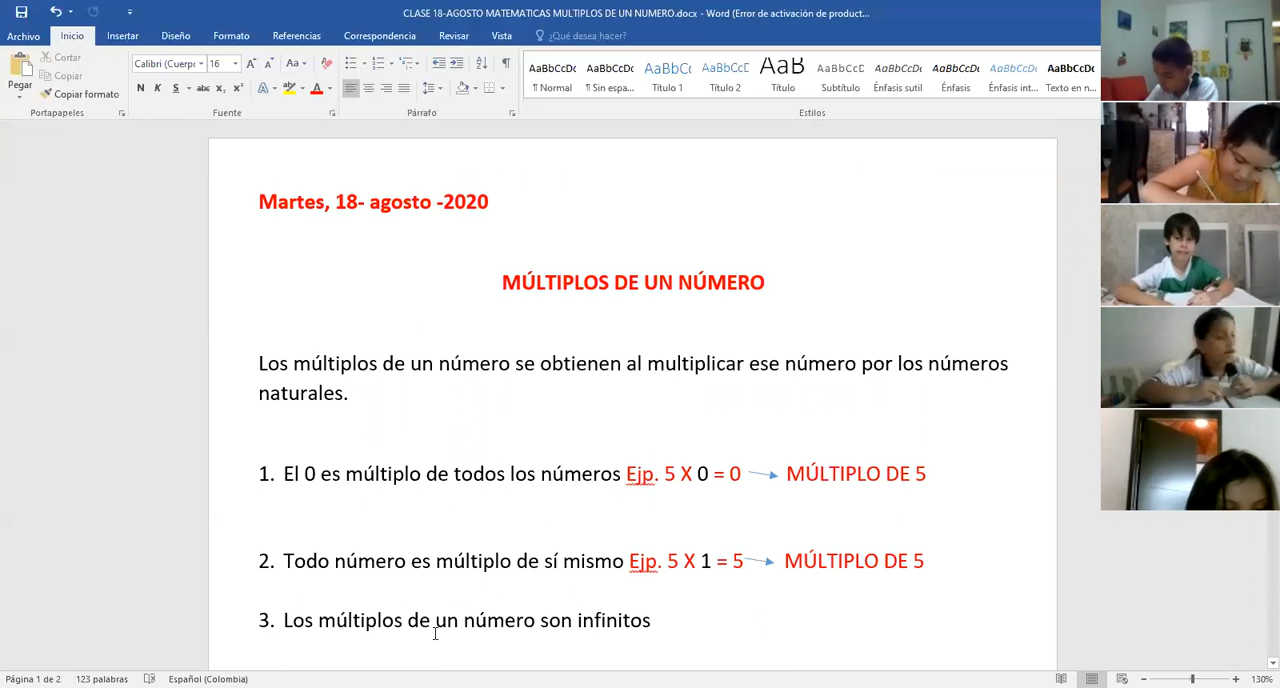 CLASE 18-AGOSTO MATEMATICAS MULTIPLOS DE UN NUMERO.docx - Word (Error de activación de product...
Archivo Inicio Insertar Diseño Formato Referencias Correspondencia Revisar Vista ¿Qué desea hacer?
Pegar
Cortar
Copiar
Copiar formato
Portapapeles
Calibri (Cuerp 16
N K S abc x₂ x² A
Fuente
Párrafo
AaBbCcDc AaBbCcDc AaBbCc AaBbCcD AaB AaBbCcD AaBbCcDc AaBbCcDc AaBbCcDc AaBbCcDc
¶ Normal ¶ Sin espa... Título 1 Título 2 Título Subtítulo Énfasis sutil Énfasis Énfasis int... Texto en n...
Estilos
Martes, 18- agosto -2020
MÚLTIPLOS DE UN NÚMERO
Los múltiplos de un número se obtienen al multiplicar ese número por los números
naturales.
1. El 0 es múltiplo de todos los números Ejp. 5 X 0 = 0 MÚLTIPLO DE 5
2. Todo número es múltiplo de sí mismo Ejp. 5 X 1 = 5 MÚLTIPLO DE 5
3. Los múltiplos de un número son infinitos
Página 1 de 2 123 palabras Español (Colombia) 130%